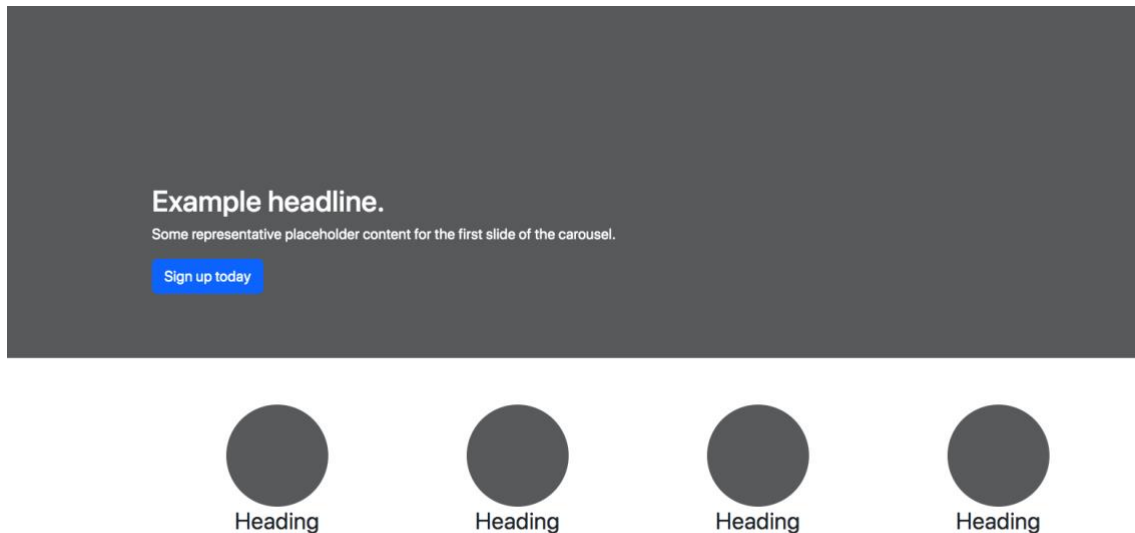 Example headline.
Some representative placeholder content for the first slide of the carousel.
Sign up today
Heading Heading Heading Heading